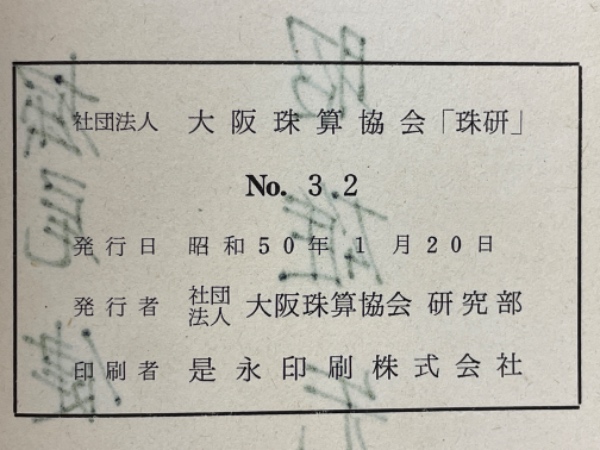 社団法人 大阪珠算協会「珠研」
No. 32
発行日 昭和50年1月20日
発行者 社団法人 大阪珠算協会 研究部
印刷者 是永印刷株式会社